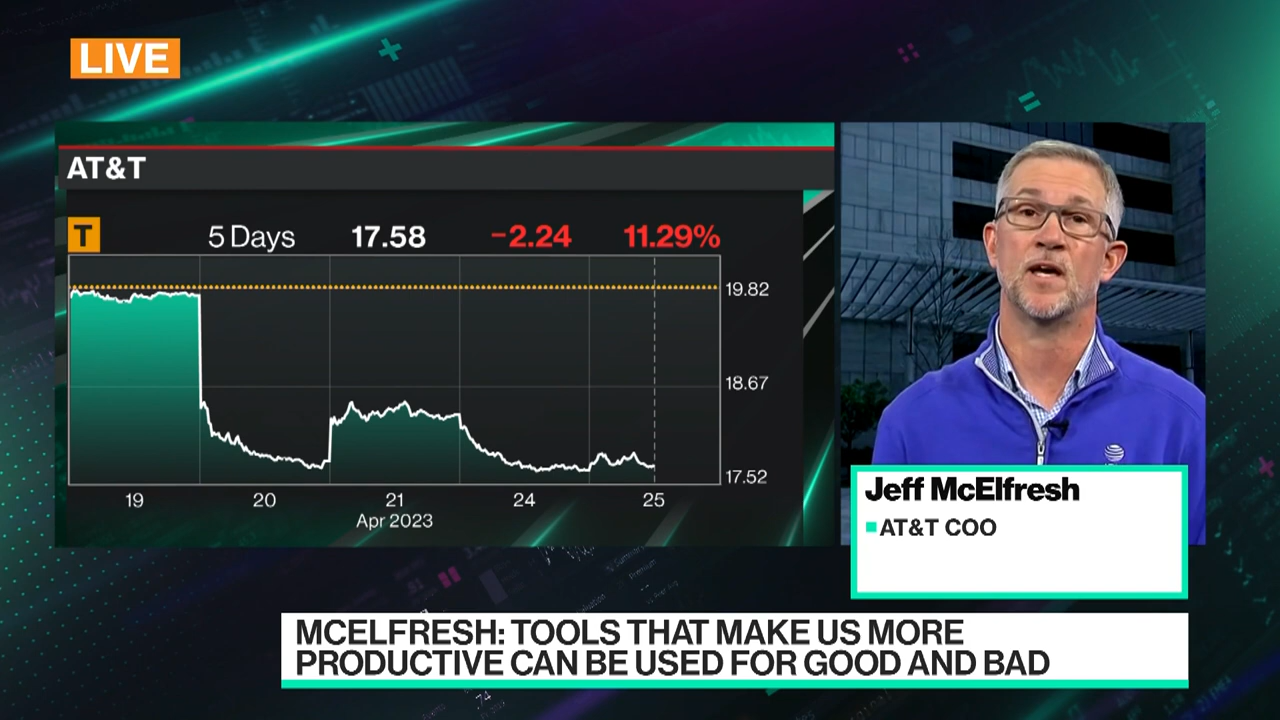 LIVE
AT&T
T 5 Days 17.58 -2.24 11.29%
19.82
18.67
17.52
19 20 21 24 25
Apr 2023
Jeff McElfresh
AT&T COO
MCELFRESH: TOOLS THAT MAKE US MORE
PRODUCTIVE CAN BE USED FOR GOOD AND BAD